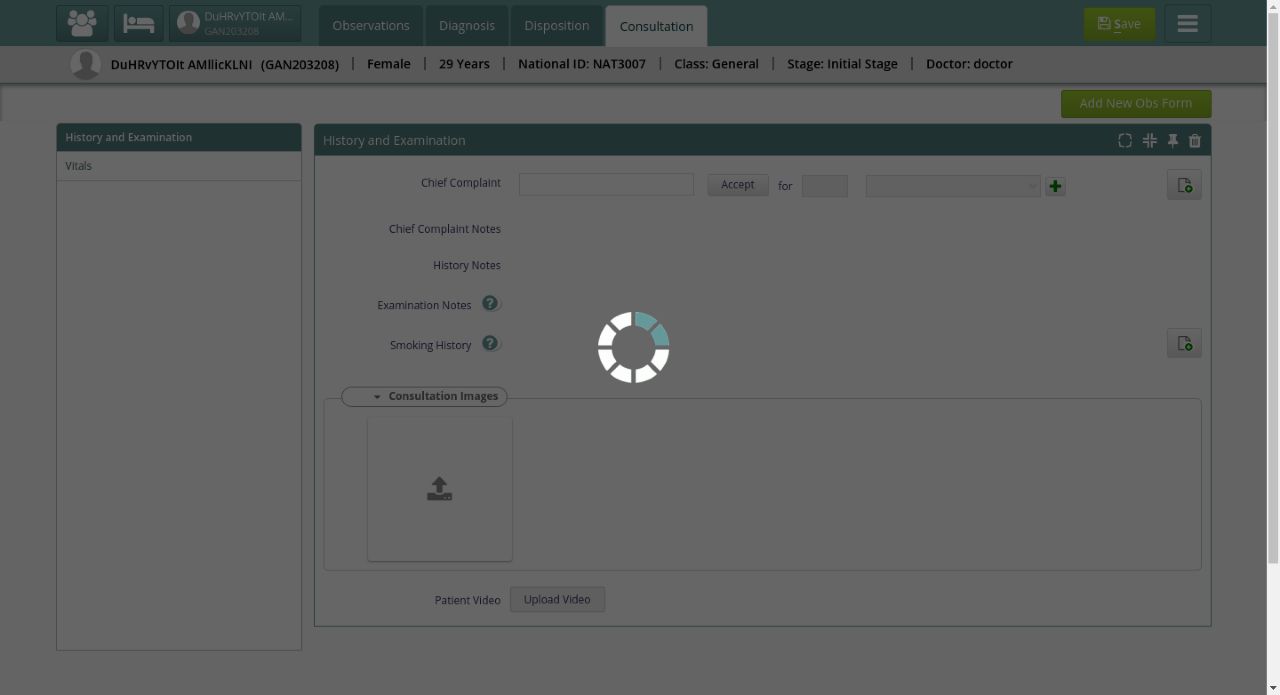 DuHRvYTOIt AM...
GAN203208
Observations
Diagnosis
Disposition
Consultation
Save
DuHRvYTOIt AMllicKLNI (GAN203208) | Female | 29 Years | National ID: NAT3007 | Class: General | Stage: Initial Stage | Doctor: doctor
Add New Obs Form
History and Examination
Vitals
History and Examination
Chief Complaint
Accept
for
Chief Complaint Notes
History Notes
Examination Notes
Smoking History
Consultation Images
Patient Video
Upload Video